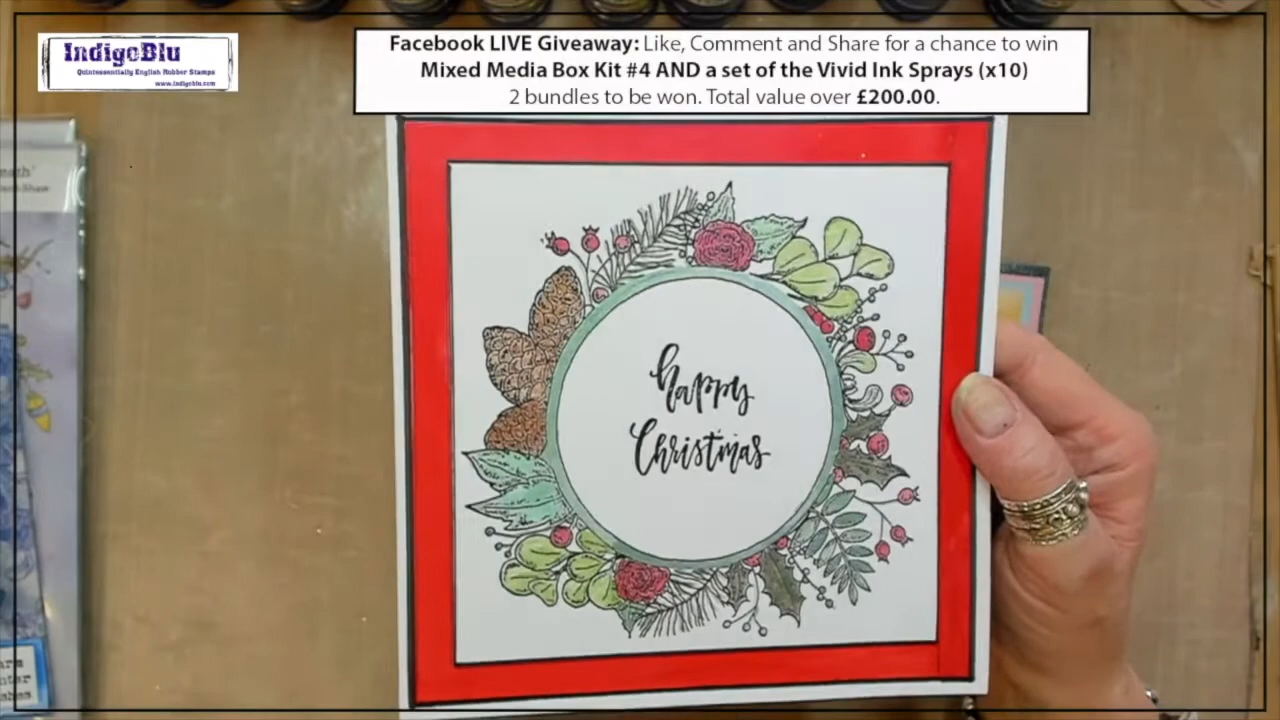 IndigoBlu
Quintessentially English Rubber Stamps
www.indigoblu.com
Facebook LIVE Giveaway: Like, Comment and Share for a chance to win
Mixed Media Box Kit #4 AND a set of the Vivid Ink Sprays (x10)
2 bundles to be won. Total value over £200.00.
happy
Christmas